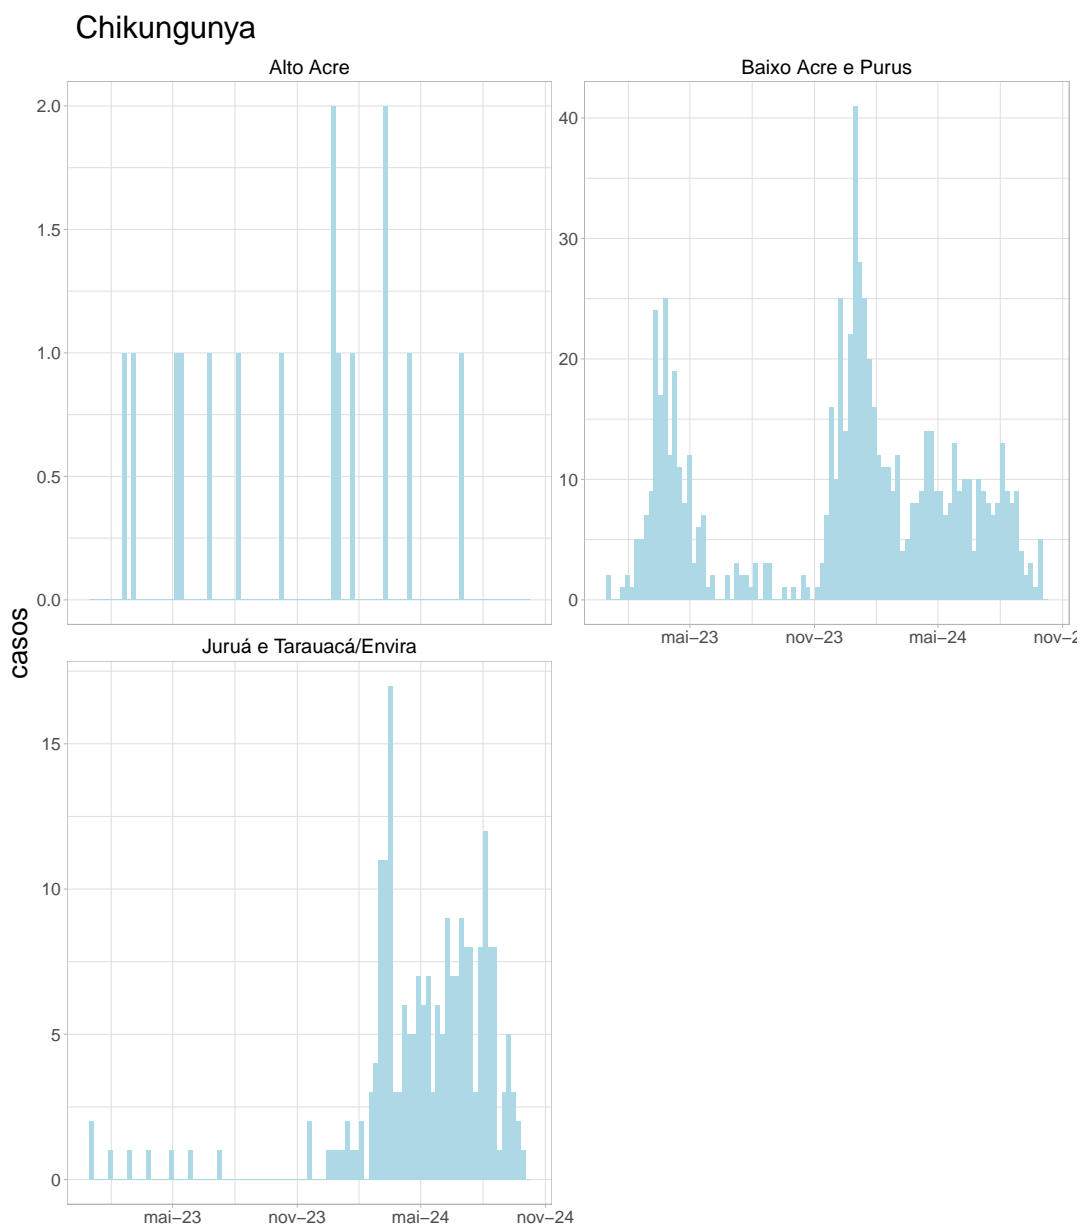 Chikungunya
Alto Acre
Baixo Acre e Purus
2.0
1.5
1.0
0.5
0.0
40
30
20
10
0
mai−23
nov−23
mai−24
nov−2
casos
Juruá e Tarauacá/Envira
15
10
5
0
mai−23
nov−23
mai−24
nov−24